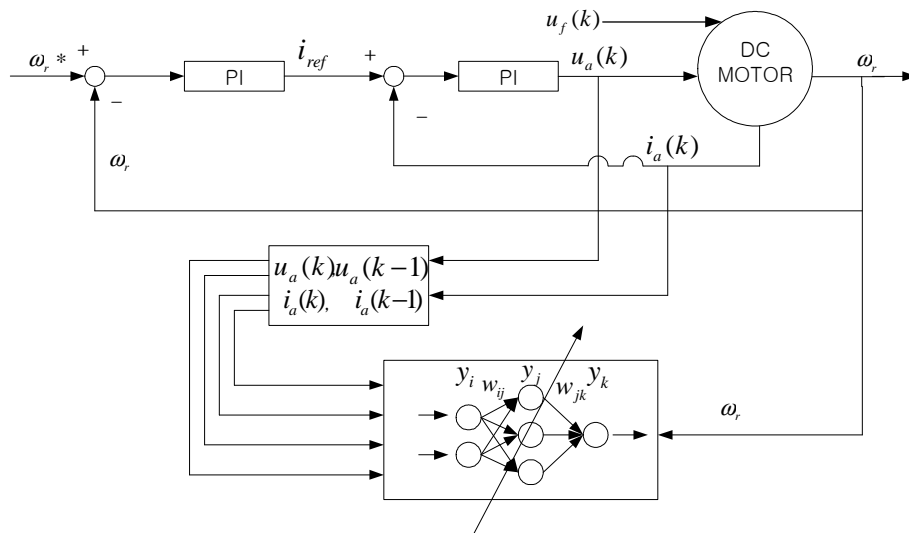 u_f(k)
ω_r* + i_ref + u_a(k) DC MOTOR ω_r
PI PI
− −
i_a(k)
ω_r
u_a(k),u_a(k−1)
i_a(k), i_a(k−1)
y_i w_ij y_j w_jk y_k
ω_r